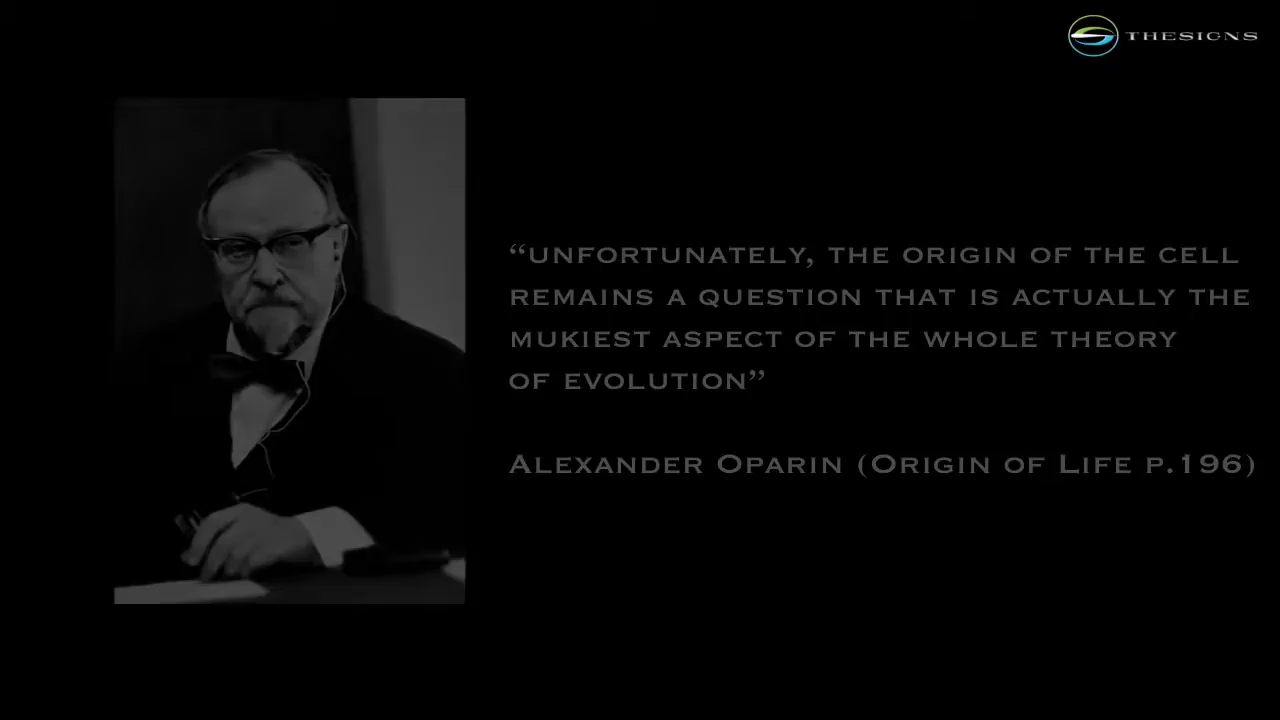 THESIGNS
“UNFORTUNATELY, THE ORIGIN OF THE CELL
REMAINS A QUESTION THAT IS ACTUALLY THE
MUKIEST ASPECT OF THE WHOLE THEORY
OF EVOLUTION”
ALEXANDER OPARIN (ORIGIN OF LIFE P.196)